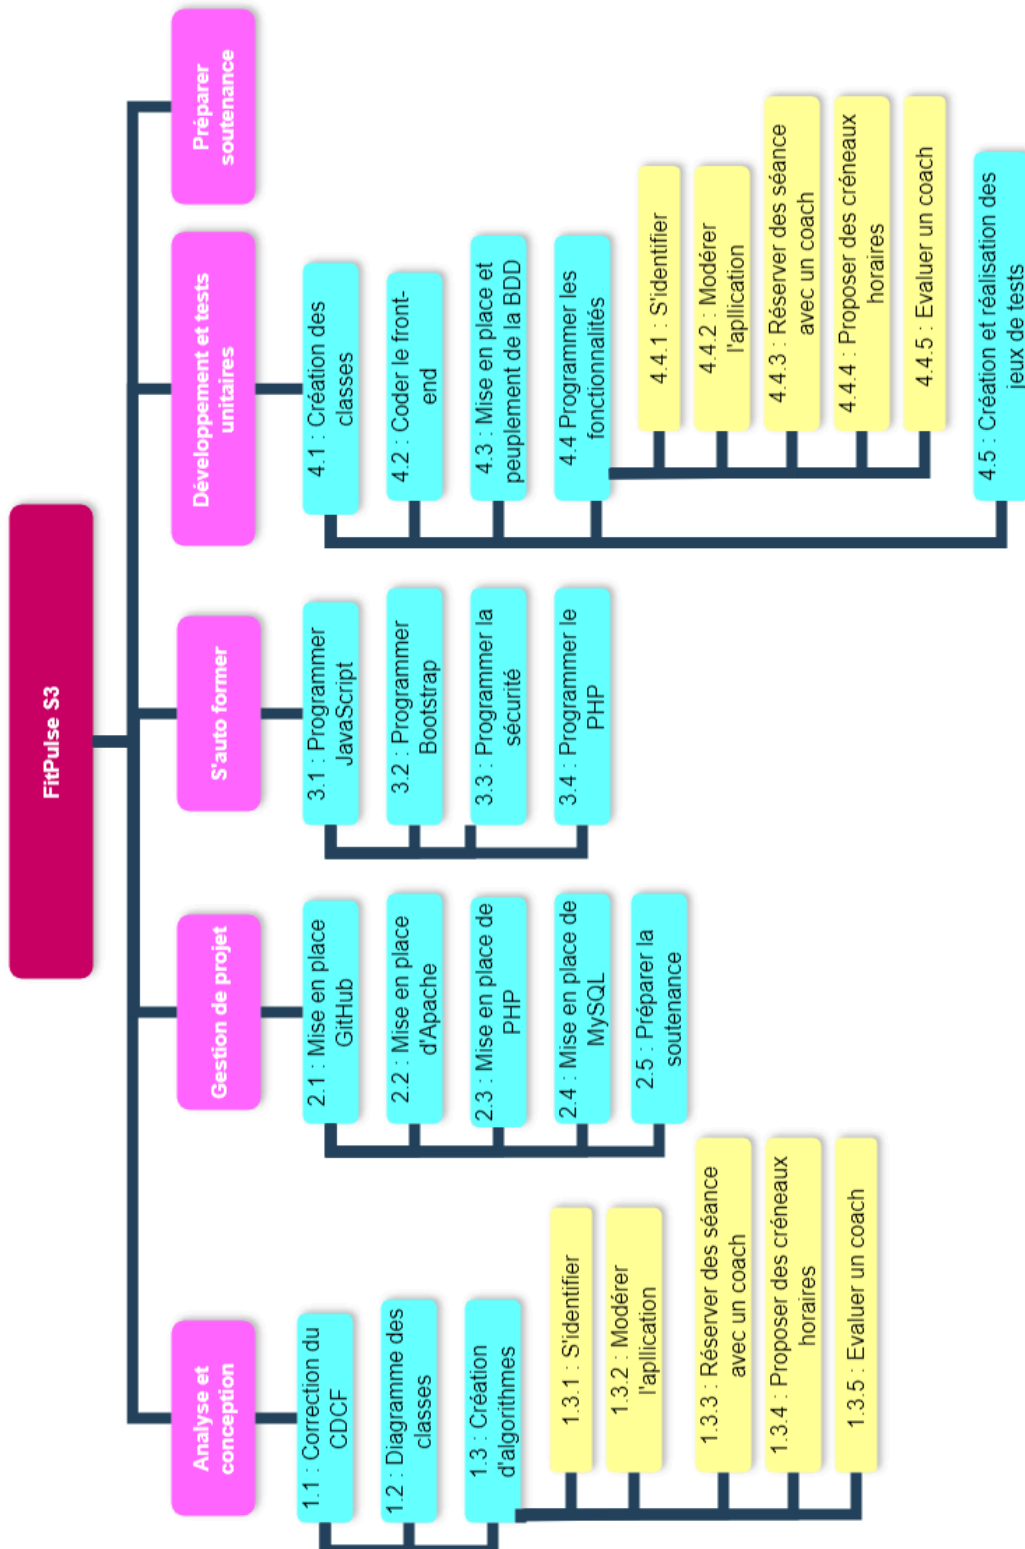 FitPulse S3
Analyse et
conception
1.1 : Correction du
CDCF
1.2 : Diagramme des
classes
1.3 : Création
d'algorithmes
1.3.1 : S'identifier
1.3.2 : Modérer
l'apllication
1.3.3 : Réserver des séance
avec un coach
1.3.4 : Proposer des créneaux
horaires
1.3.5 : Evaluer un coach
Gestion de projet
2.1 : Mise en place
GitHub
2.2 : Mise en place
d'Apache
2.3 : Mise en place de
PHP
2.4 : Mise en place de
MySQL
2.5 : Préparer la
soutenance
S'auto former
3.1 : Programmer
JavaScript
3.2 : Programmer
Bootstrap
3.3 : Programmer la
sécurité
3.4 : Programmer le
PHP
Développement et tests
unitaires
4.1 : Création des
classes
4.2 : Coder le front-
end
4.3 : Mise en place et
peuplement de la BDD
4.4 Programmer les
fonctionnalités
4.4.1 : S'identifier
4.4.2 : Modérer
l'apllication
4.4.3 : Réserver des séance
avec un coach
4.4.4 : Proposer des créneaux
horaires
4.4.5 : Evaluer un coach
4.5 : Création et réalisation des
jeux de tests
Préparer
soutenance